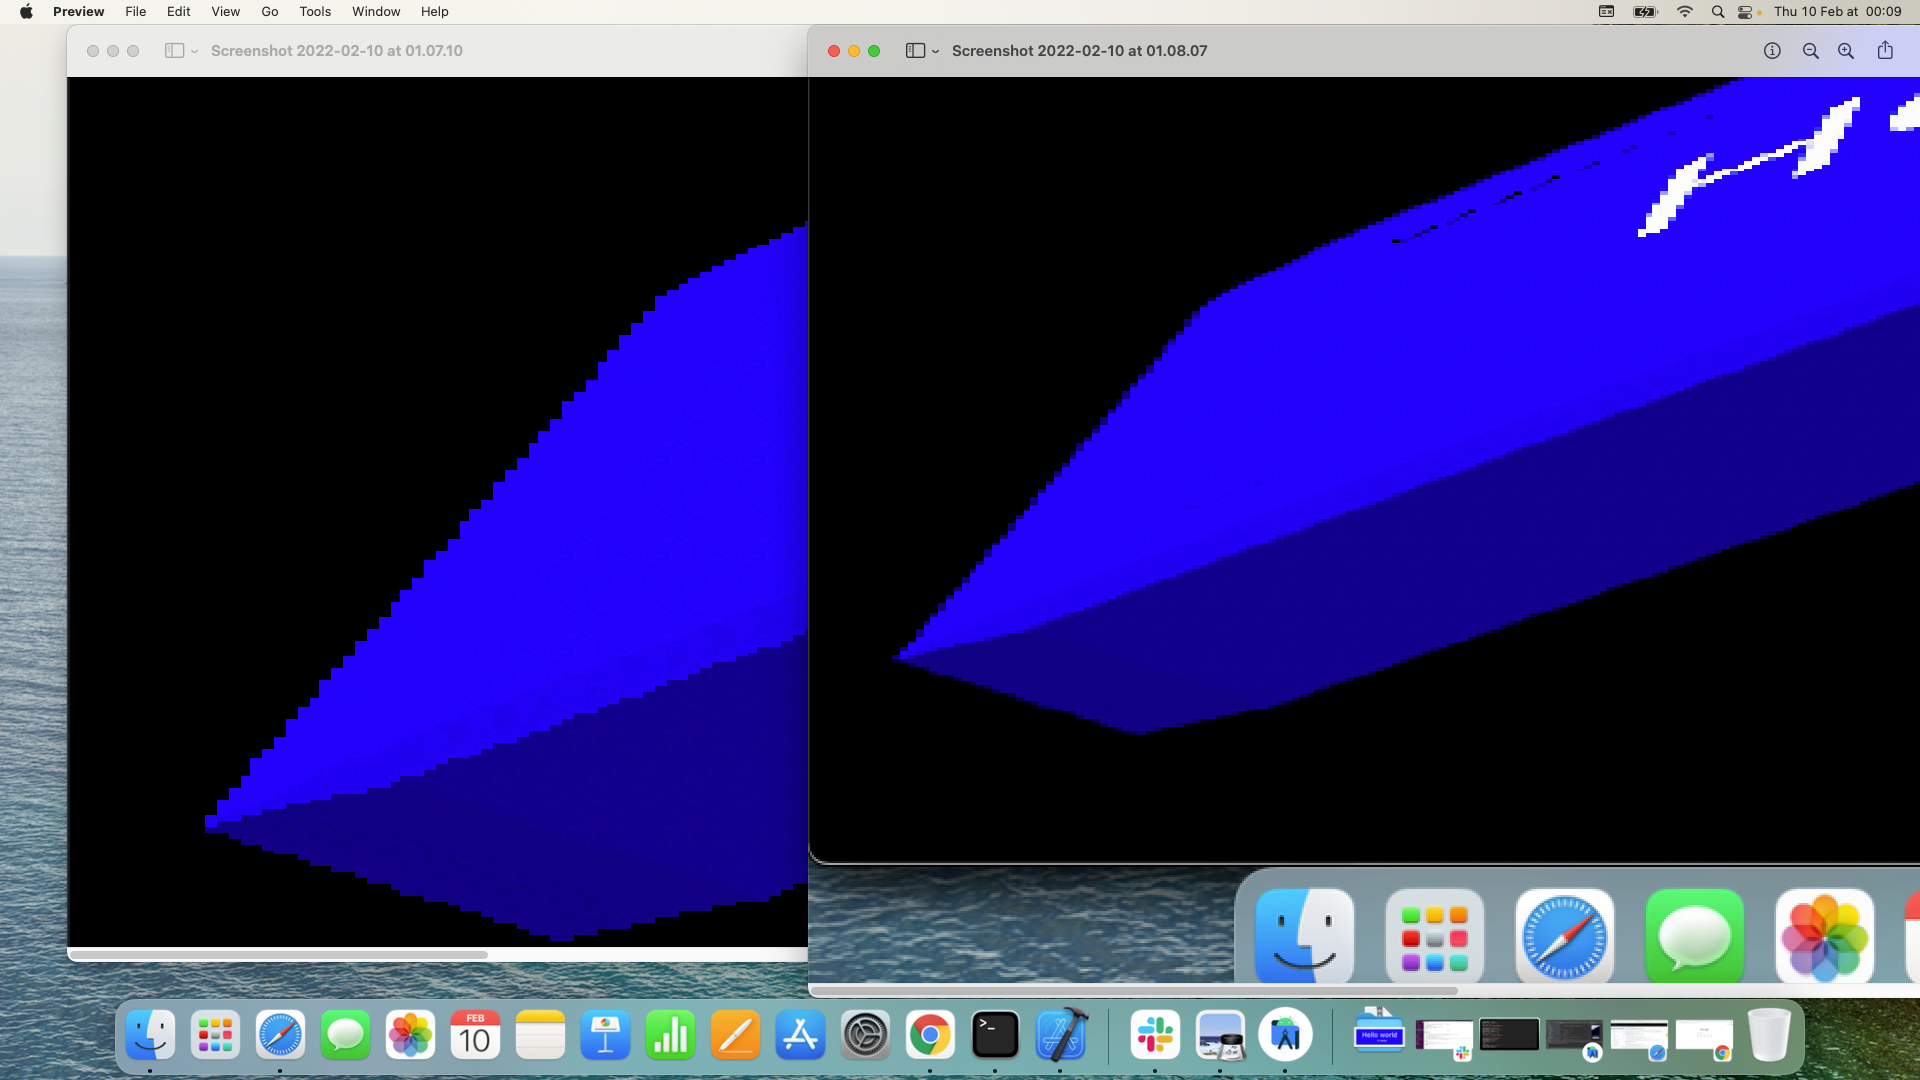 Preview File Edit View Go Tools Window Help
Thu 10 Feb at 00:09
Screenshot 2022-02-10 at 01.07.10
Screenshot 2022-02-10 at 01.08.07
FEB
10
>_
Hello world